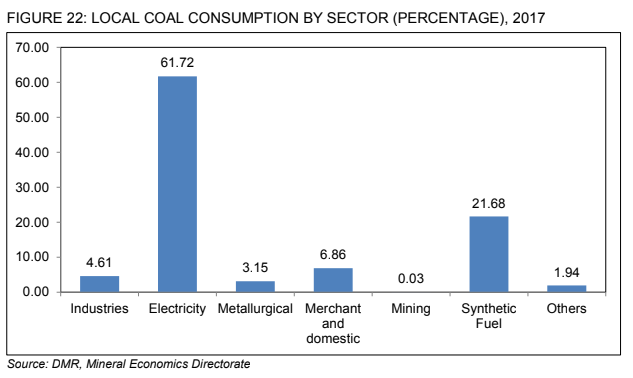 FIGURE 22: LOCAL COAL CONSUMPTION BY SECTOR (PERCENTAGE), 2017
70.00
60.00
50.00
40.00
30.00
20.00
10.00
0.00
4.61
61.72
3.15
6.86
0.03
21.68
1.94
Industries
Electricity
Metallurgical
Merchant
and
domestic
Mining
Synthetic
Fuel
Others
Source: DMR, Mineral Economics Directorate